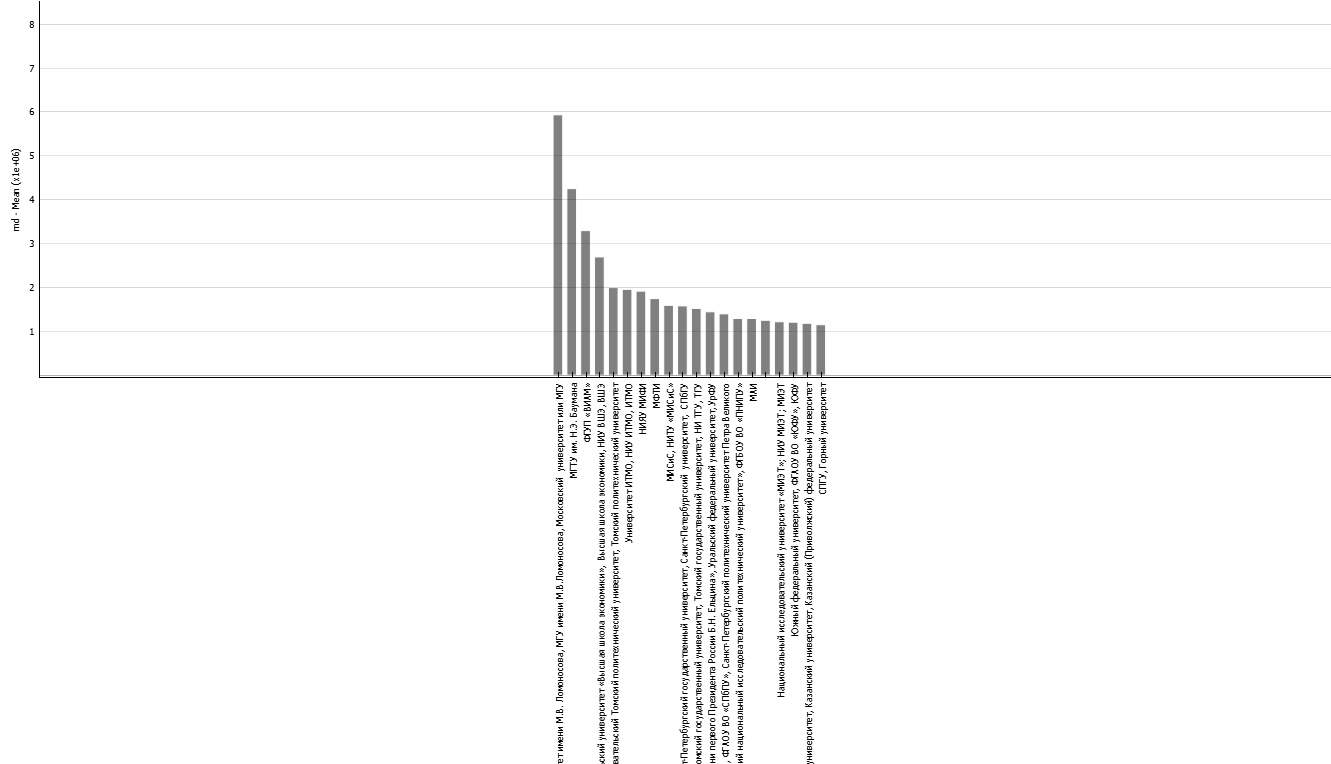 8
7
6
5
4
3
2
1
md - Mean (x1e+06)
тет имени М.В. Ломоносова, МГУ имени М.В.Ломоносова, Московский университет или МГУ
МГТУ им. Н.Э. Баумана
ФГУП «ВИАМ»
ский университет «Высшая школа экономики», Высшая школа экономики, НИУ ВШЭ, ВШЭ
вательский Томский политехнический университет, Томский политехнический университет
Университет ИТМО, НИУ ИТМО, ИТМО
НИЯУ МИФИ
МФТИ
МИСиС, НИТУ «МИСиС»
т-Петербургский государственный университет, Санкт-Петербургский университет, СПбГУ
омский государственный университет, Томский государственный университет, НИ ТГУ, ТГУ
ни первого Президента России Б.Н. Ельцина», Уральский федеральный университет,УрФУ
, ФГАОУ ВО «СПбПУ», Санкт-Петербургский политехнический университет Петра Великого
ий национальный исследовательский политехнический университет», ФГБОУ ВО «ПНИПУ»
МАИ
Национальный исследовательский университет «МИЭТ»; НИУ МИЭТ; МИЭТ
Южный федеральный университет, ФГАОУ ВО «ЮФУ», ЮФУ
университет, Казанский университет, Казанский (Приволжский) федеральный университет
СПГУ, Горный университет